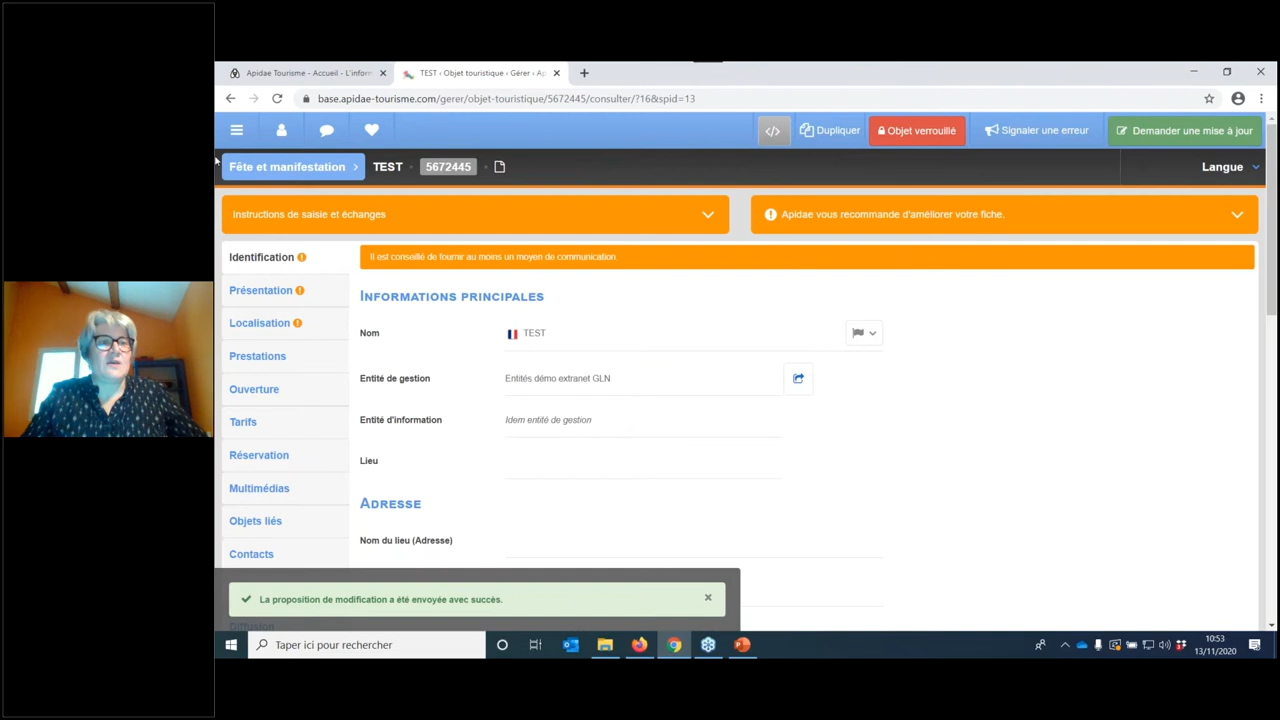 Apidae Tourisme - Accueil - L'inform
TEST ‹ Objet touristique ‹ Gérer ‹ Ap
base.apidae-tourisme.com/gerer/objet-touristique/5672445/consulter/?16&spid=13
</> Dupliquer Objet verrouillé Signaler une erreur Demander une mise à jour
Fête et manifestation TEST 5672445 Langue
Instructions de saisie et échanges
Apidae vous recommande d'améliorer votre fiche.
Identification
Présentation
Localisation
Prestations
Ouverture
Tarifs
Réservation
Multimédias
Objets liés
Contacts
Diffusion
Il est conseillé de fournir au moins un moyen de communication.
INFORMATIONS PRINCIPALES
Nom TEST
Entité de gestion Entités démo extranet GLN
Entité d'information Idem entité de gestion
Lieu
ADRESSE
Nom du lieu (Adresse)
La proposition de modification a été envoyée avec succès.
Taper ici pour rechercher
10:53
13/11/2020